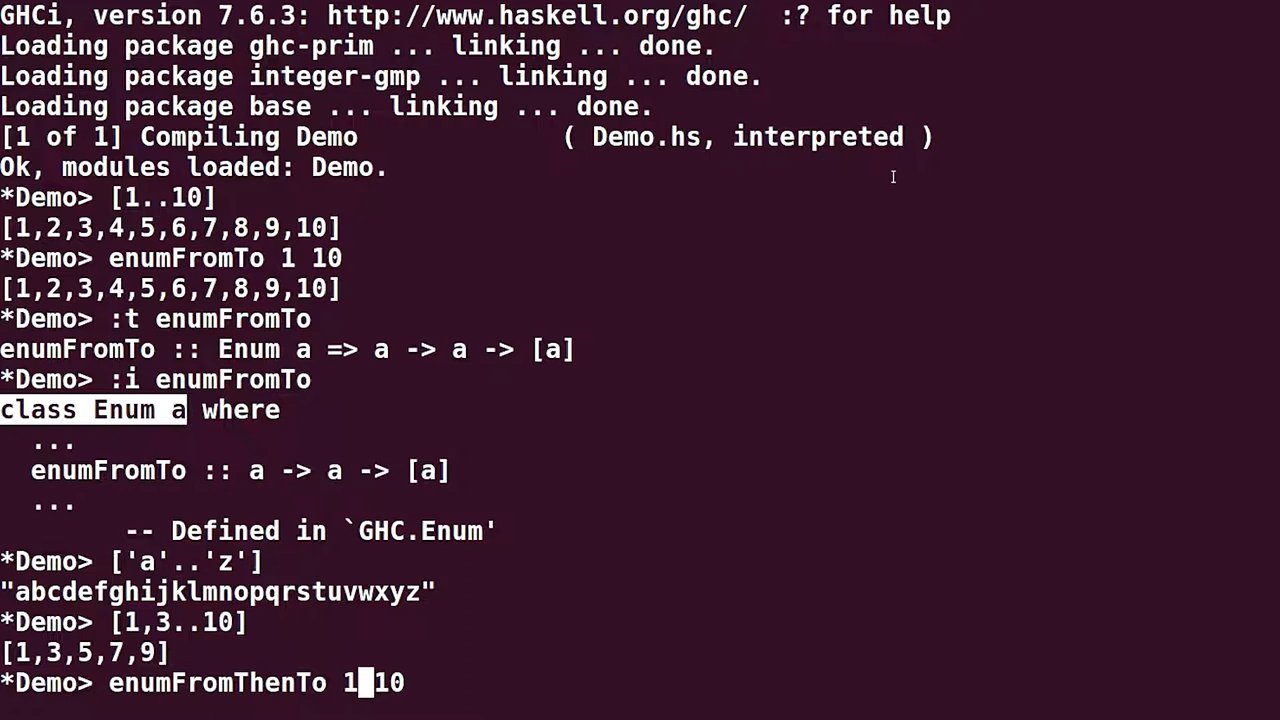 GHCi, version 7.6.3: http://www.haskell.org/ghc/  :? for help
Loading package ghc-prim ... linking ... done.
Loading package integer-gmp ... linking ... done.
Loading package base ... linking ... done.
[1 of 1] Compiling Demo             ( Demo.hs, interpreted )
Ok, modules loaded: Demo.
*Demo> [1..10]
[1,2,3,4,5,6,7,8,9,10]
*Demo> enumFromTo 1 10
[1,2,3,4,5,6,7,8,9,10]
*Demo> :t enumFromTo
enumFromTo :: Enum a => a -> a -> [a]
*Demo> :i enumFromTo
class Enum a where
  ...
  enumFromTo :: a -> a -> [a]
  ...
        -- Defined in `GHC.Enum'
*Demo> ['a'..'z']
"abcdefghijklmnopqrstuvwxyz"
*Demo> [1,3..10]
[1,3,5,7,9]
*Demo> enumFromThenTo 1 10